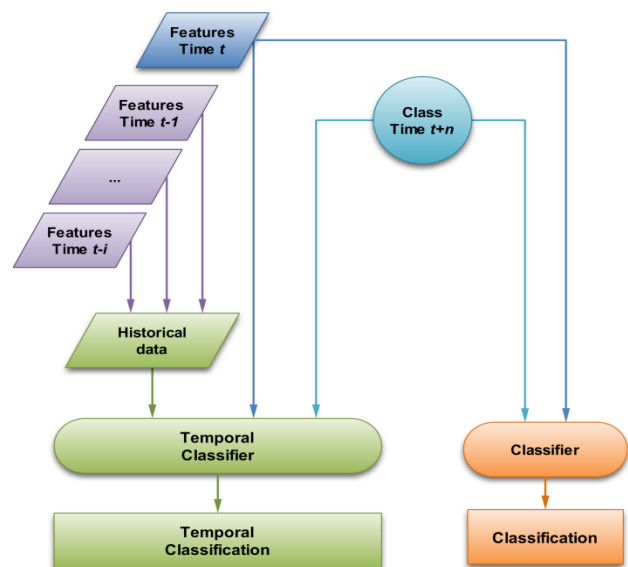 Features
Time t
Features
Time t-1
Class
Time t+n
...
Features
Time t-i
Historical
data
Temporal
Classifier
Classifier
Temporal
Classification
Classification